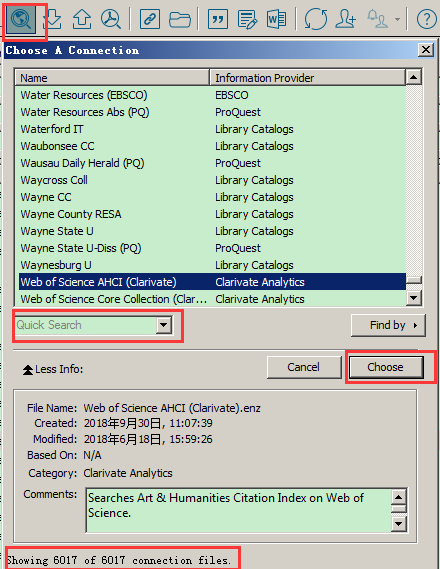 Choose A Connection
Name Information Provider
Water Resources (EBSCO) EBSCO
Water Resources Abs (PQ) ProQuest
Waterford IT Library Catalogs
Waubonsee CC Library Catalogs
Wausau Daily Herald (PQ) ProQuest
Waycross Coll Library Catalogs
Wayne CC Library Catalogs
Wayne County RESA Library Catalogs
Wayne State U Library Catalogs
Wayne State U-Diss (PQ) ProQuest
Waynesburg U Library Catalogs
Web of Science AHCI (Clarivate) Clarivate Analytics
Web of Science Core Collection (Clar... Clarivate Analytics
Quick Search Find by
Less Info: Cancel Choose
File Name: Web of Science AHCI (Clarivate).enz
Created: 2018年9月30日, 11:07:39
Modified: 2018年6月18日, 15:59:26
Based On: N/A
Category: Clarivate Analytics
Comments: Searches Art & Humanities Citation Index on Web of
Science.
Showing 6017 of 6017 connection files.